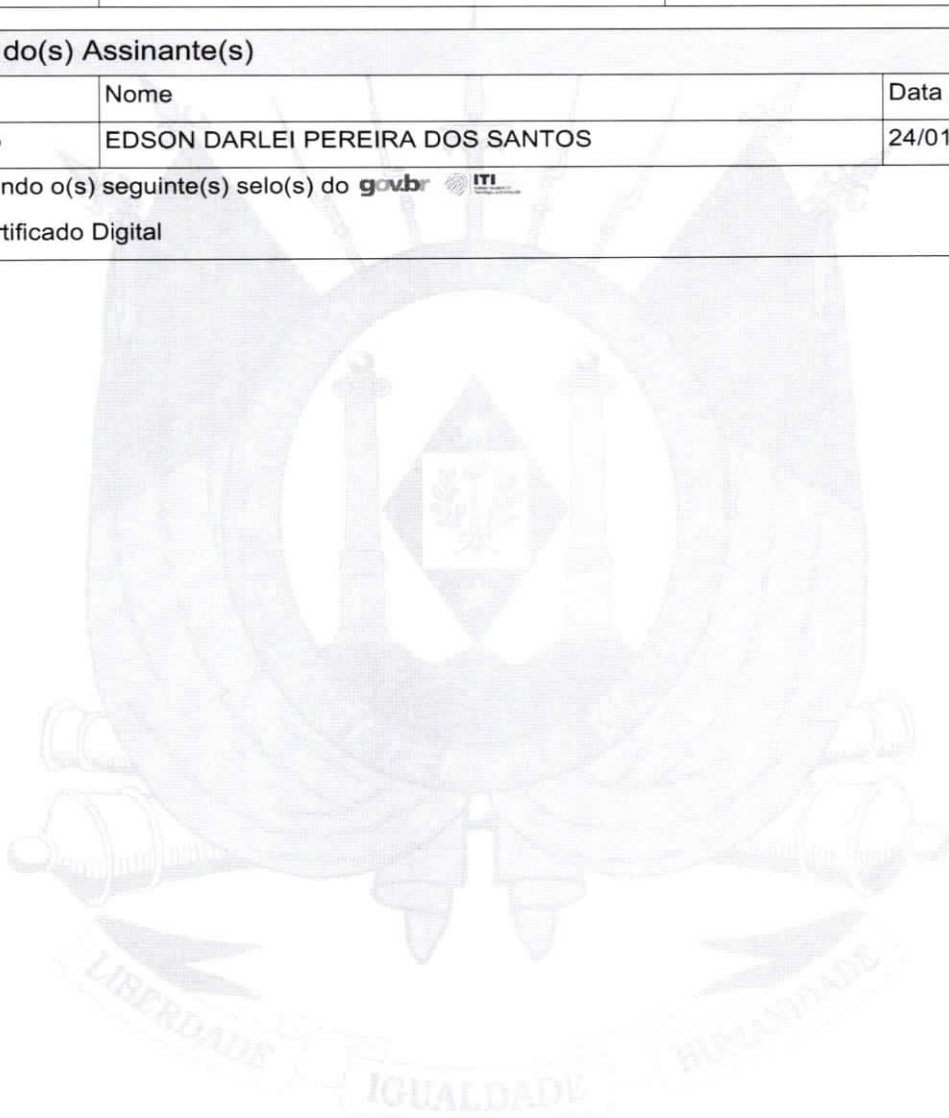 do(s) Assinante(s)
Nome Data
EDSON DARLEI PEREIRA DOS SANTOS 24/01
ndo o(s) seguinte(s) selo(s) do gov.br ITI
rtificado Digital
LIBERDADE IGUALDADE HUMANIDADE